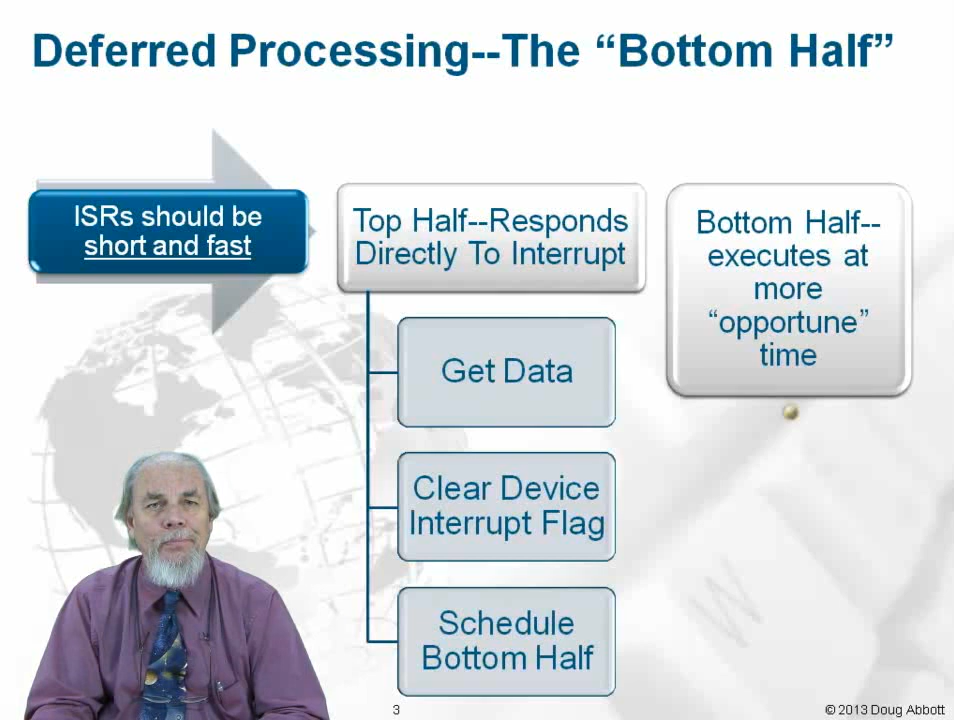 Deferred Processing--The “Bottom Half”
ISRs should be
short and fast
Top Half--Responds
Directly To Interrupt
Get Data
Clear Device
Interrupt Flag
Schedule
Bottom Half
Bottom Half--
executes at
more
“opportune”
time
W
3
© 2013 Doug Abbott